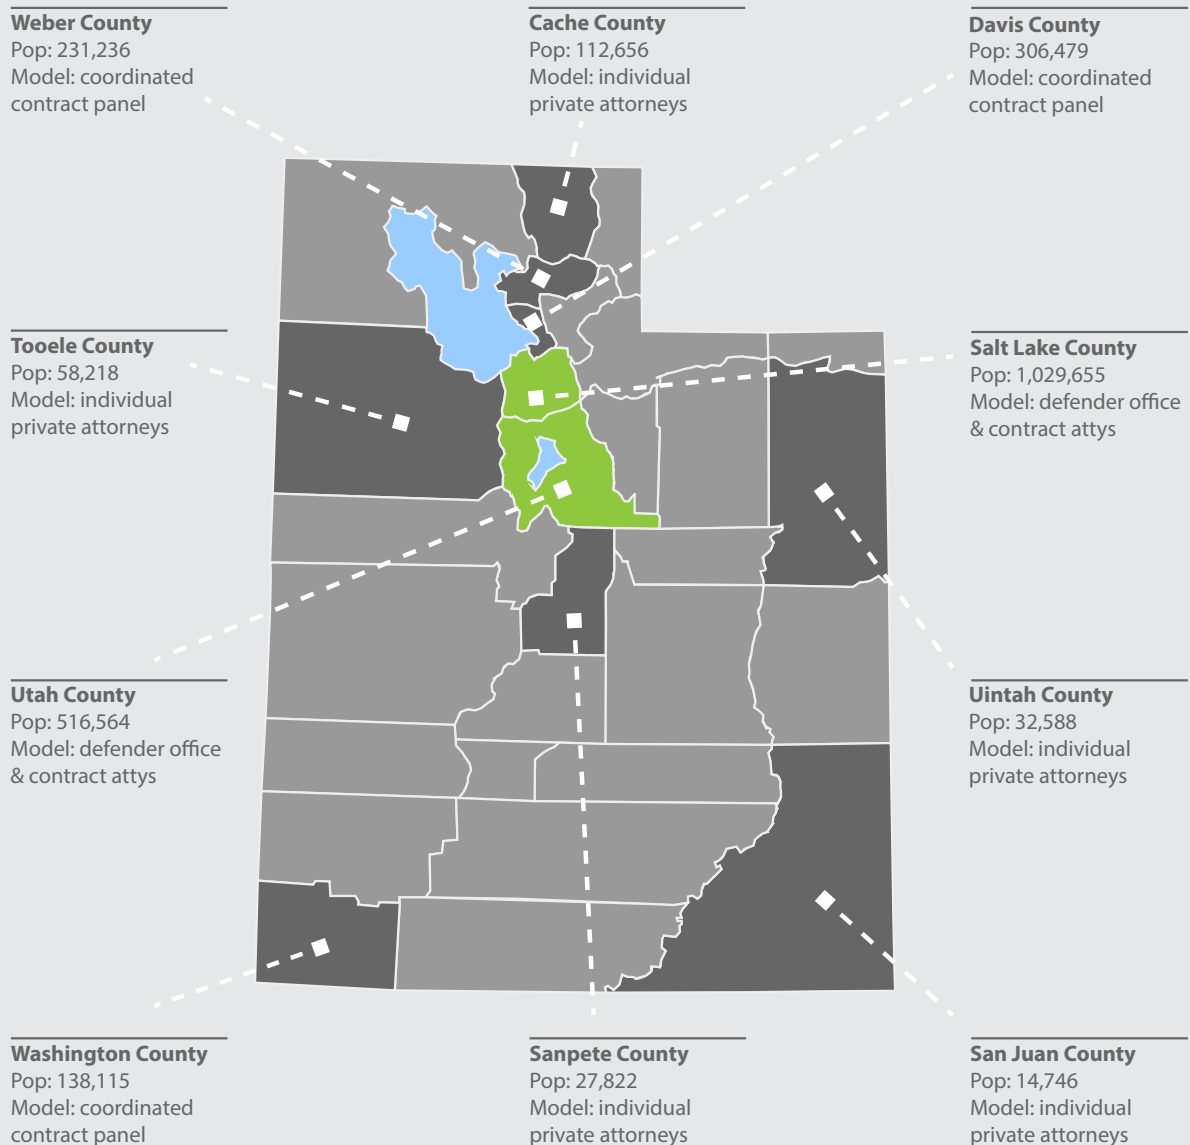 Weber County
Pop: 231,236
Model: coordinated
contract panel
Cache County
Pop: 112,656
Model: individual
private attorneys
Davis County
Pop: 306,479
Model: coordinated
contract panel
Tooele County
Pop: 58,218
Model: individual
private attorneys
Salt Lake County
Pop: 1,029,655
Model: defender office
& contract attys
Utah County
Pop: 516,564
Model: defender office
& contract attys
Uintah County
Pop: 32,588
Model: individual
private attorneys
Washington County
Pop: 138,115
Model: coordinated
contract panel
Sanpete County
Pop: 27,822
Model: individual
private attorneys
San Juan County
Pop: 14,746
Model: individual
private attorneys